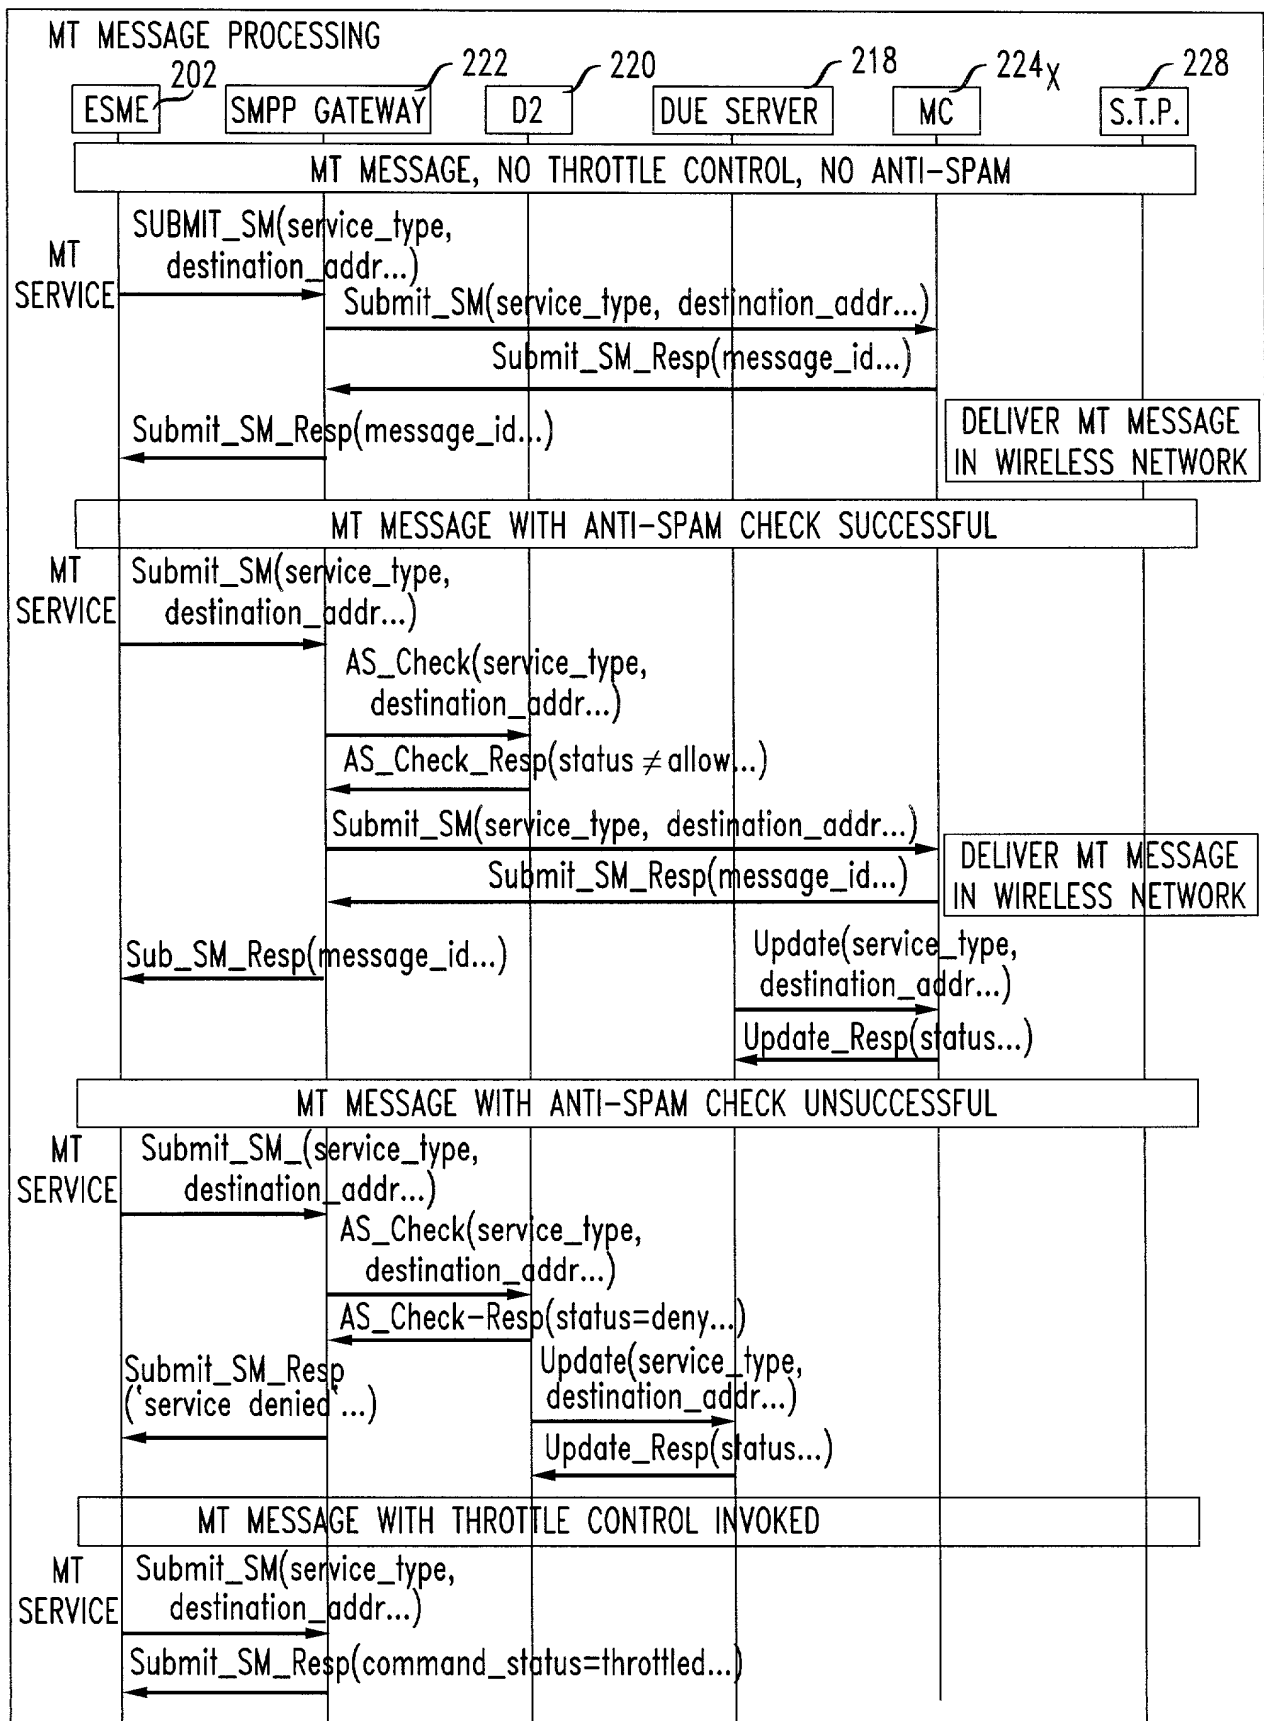 MT MESSAGE PROCESSING
202
222
220
218
224X
228
ESME
SMPP GATEWAY
D2
DUE SERVER
MC
S.T.P.
MT MESSAGE, NO THROTTLE CONTROL, NO ANTI-SPAM
MT
SERVICE
SUBMIT_SM(service_type,
destination_addr...)
Submit_SM(service_type, destination_addr...)
Submit_SM_Resp(message_id...)
Submit_SM_Resp(message_id...)
DELIVER MT MESSAGE
IN WIRELESS NETWORK
MT MESSAGE WITH ANTI-SPAM CHECK SUCCESSFUL
MT
SERVICE
Submit_SM(service_type,
destination_addr...)
AS_Check(service_type,
destination_addr...)
AS_Check_Resp(status ≠ allow...)
Submit_SM(service_type, destination_addr...)
Submit_SM_Resp(message_id...)
DELIVER MT MESSAGE
IN WIRELESS NETWORK
Sub_SM_Resp(message_id...)
Update(service_type,
destination_addr...)
Update_Resp(status...)
MT MESSAGE WITH ANTI-SPAM CHECK UNSUCCESSFUL
MT
SERVICE
Submit_SM_(service_type,
destination_addr...)
AS_Check(service_type,
destination_addr...)
AS_Check-Resp(status=deny...)
Submit_SM_Resp
(‘service denied‘...)
Update(service_type,
destination_addr...)
Update_Resp(status...)
MT MESSAGE WITH THROTTLE CONTROL INVOKED
MT
SERVICE
Submit_SM(service_type,
destination_addr...)
Submit_SM_Resp(command_status=throttled...)